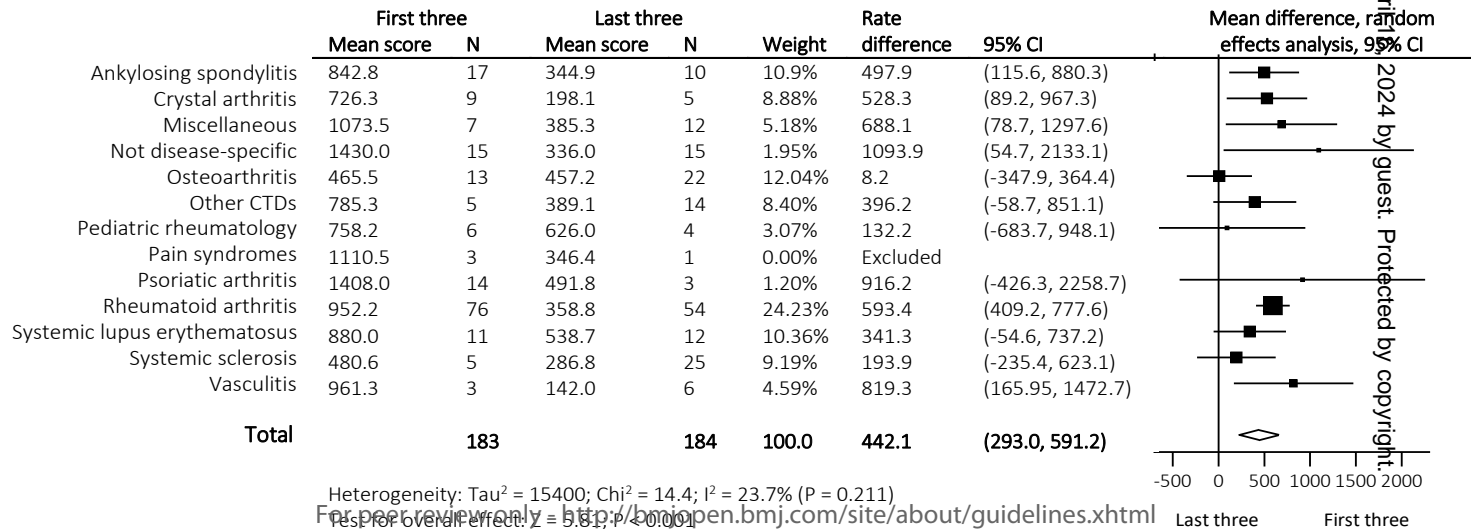 First three Last three Rate Mean difference, random
Mean score N Mean score N Weight difference 95% CI effects analysis, 95% CI
Ankylosing spondylitis 842.8 17 344.9 10 10.9% 497.9 (115.6, 880.3)
Crystal arthritis 726.3 9 198.1 5 8.88% 528.3 (89.2, 967.3)
Miscellaneous 1073.5 7 385.3 12 5.18% 688.1 (78.7, 1297.6)
Not disease-specific 1430.0 15 336.0 15 1.95% 1093.9 (54.7, 2133.1)
Osteoarthritis 465.5 13 457.2 22 12.04% 8.2 (-347.9, 364.4)
Other CTDs 785.3 5 389.1 14 8.40% 396.2 (-58.7, 851.1)
Pediatric rheumatology 758.2 6 626.0 4 3.07% 132.2 (-683.7, 948.1)
Pain syndromes 1110.5 3 346.4 1 0.00% Excluded
Psoriatic arthritis 1408.0 14 491.8 3 1.20% 916.2 (-426.3, 2258.7)
Rheumatoid arthritis 952.2 76 358.8 54 24.23% 593.4 (409.2, 777.6)
Systemic lupus erythematosus 880.0 11 538.7 12 10.36% 341.3 (-54.6, 737.2)
Systemic sclerosis 480.6 5 286.8 25 9.19% 193.9 (-235.4, 623.1)
Vasculitis 961.3 3 142.0 6 4.59% 819.3 (165.95, 1472.7)
Total 183 184 100.0 442.1 (293.0, 591.2)
-500 0 500 1000 1500 2000
Heterogeneity: Tau² = 15400; Chi² = 14.4; I² = 23.7% (P = 0.211)
Test for overall effect: Z = 5.81; P < 0.001
For peer review only - http://bmjopen.bmj.com/site/about/guidelines.xhtml
Last three First three
2024 by guest. Protected by copyright.